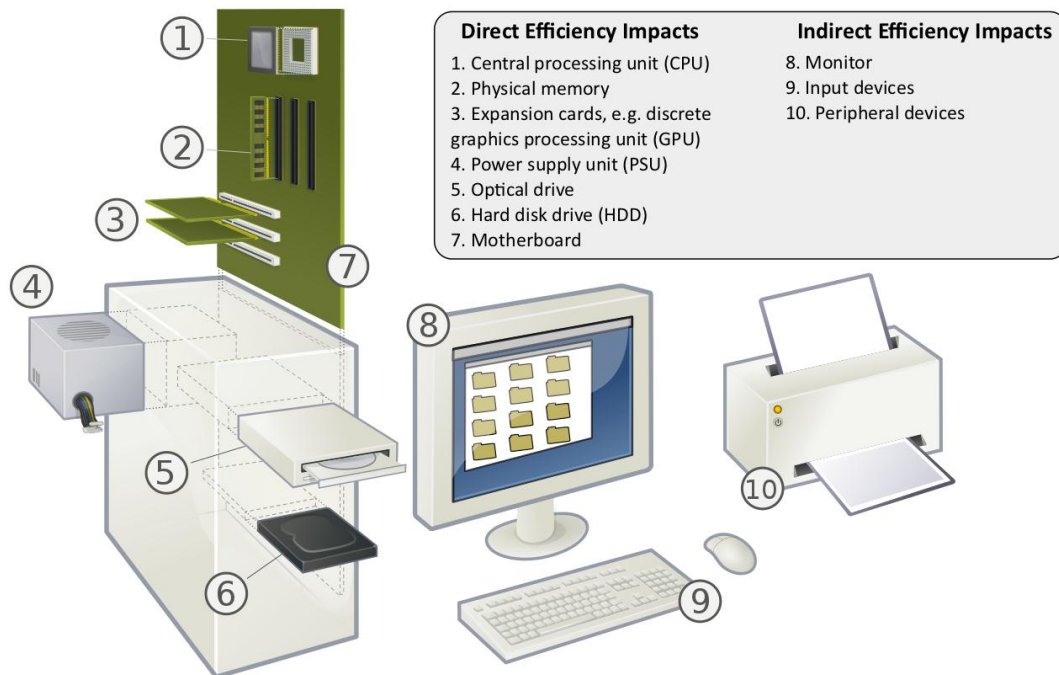 Direct Efficiency Impacts
1. Central processing unit (CPU)
2. Physical memory
3. Expansion cards, e.g. discrete
graphics processing unit (GPU)
4. Power supply unit (PSU)
5. Optical drive
6. Hard disk drive (HDD)
7. Motherboard
Indirect Efficiency Impacts
8. Monitor
9. Input devices
10. Peripheral devices
1
2
3
4
5
6
7
8
9
10